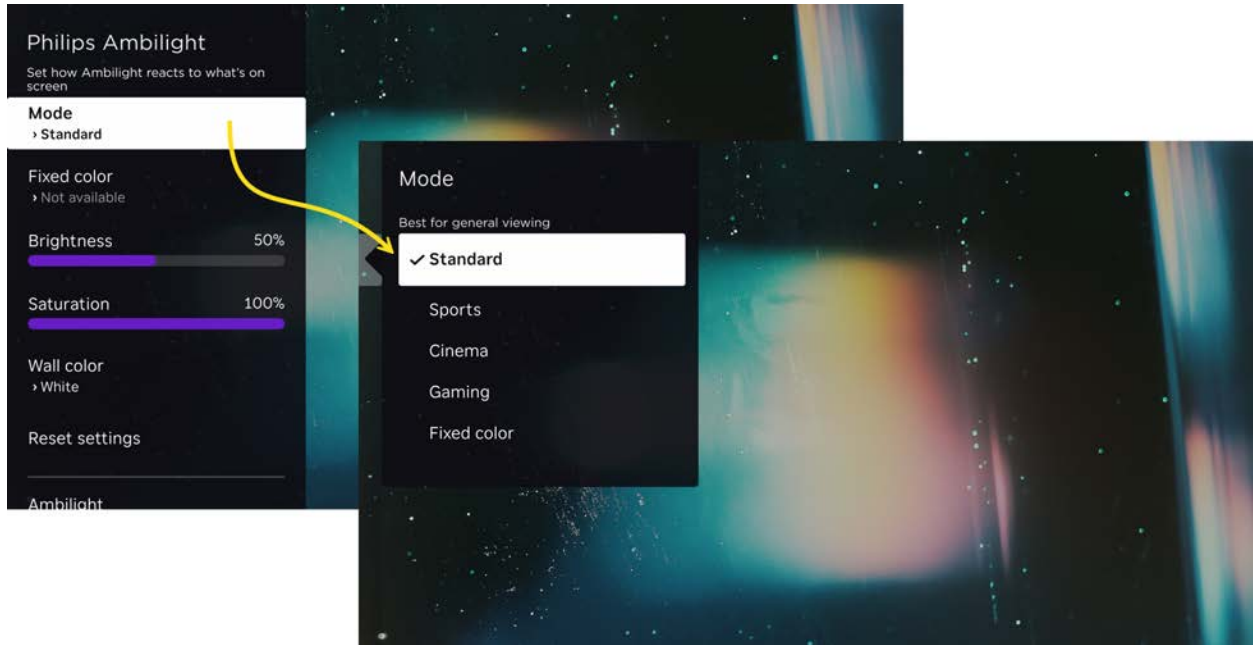 Philips Ambilight
Set how Ambilight reacts to what's on
screen
Mode
› Standard
Fixed color
› Not available
Brightness 50%
Saturation 100%
Wall color
› White
Reset settings
Ambilight
Mode
Best for general viewing
✓ Standard
Sports
Cinema
Gaming
Fixed color